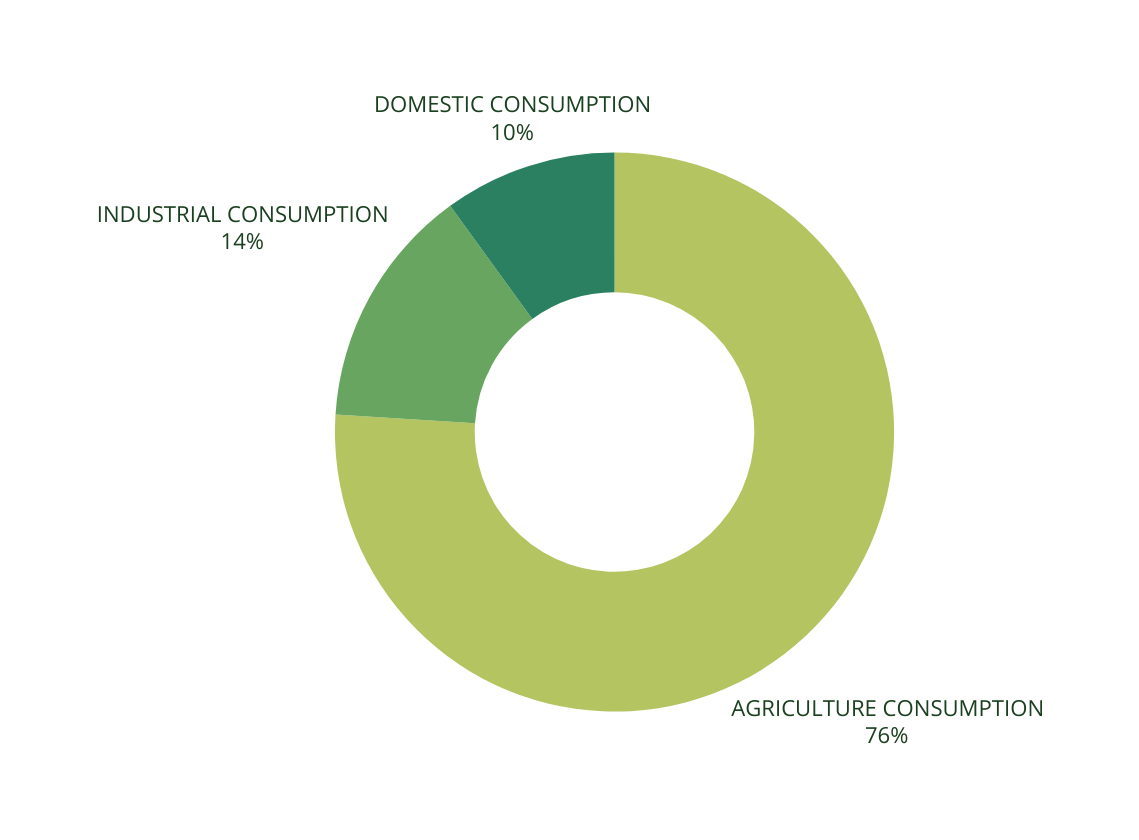 DOMESTIC CONSUMPTION
10%
INDUSTRIAL CONSUMPTION
14%
AGRICULTURE CONSUMPTION
76%